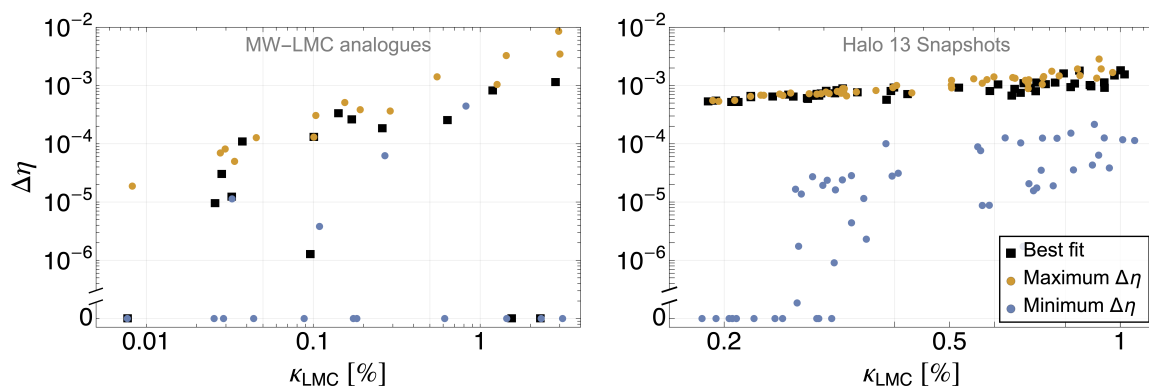 MW–LMC analogues
Δη
10⁻²
10⁻³
10⁻⁴
10⁻⁵
10⁻⁶
0
0.01
0.1
1
κLMC [%]
Halo 13 Snapshots
10⁻²
10⁻³
10⁻⁴
10⁻⁵
10⁻⁶
0
0.2
0.5
1
κLMC [%]
Best fit
Maximum Δη
Minimum Δη